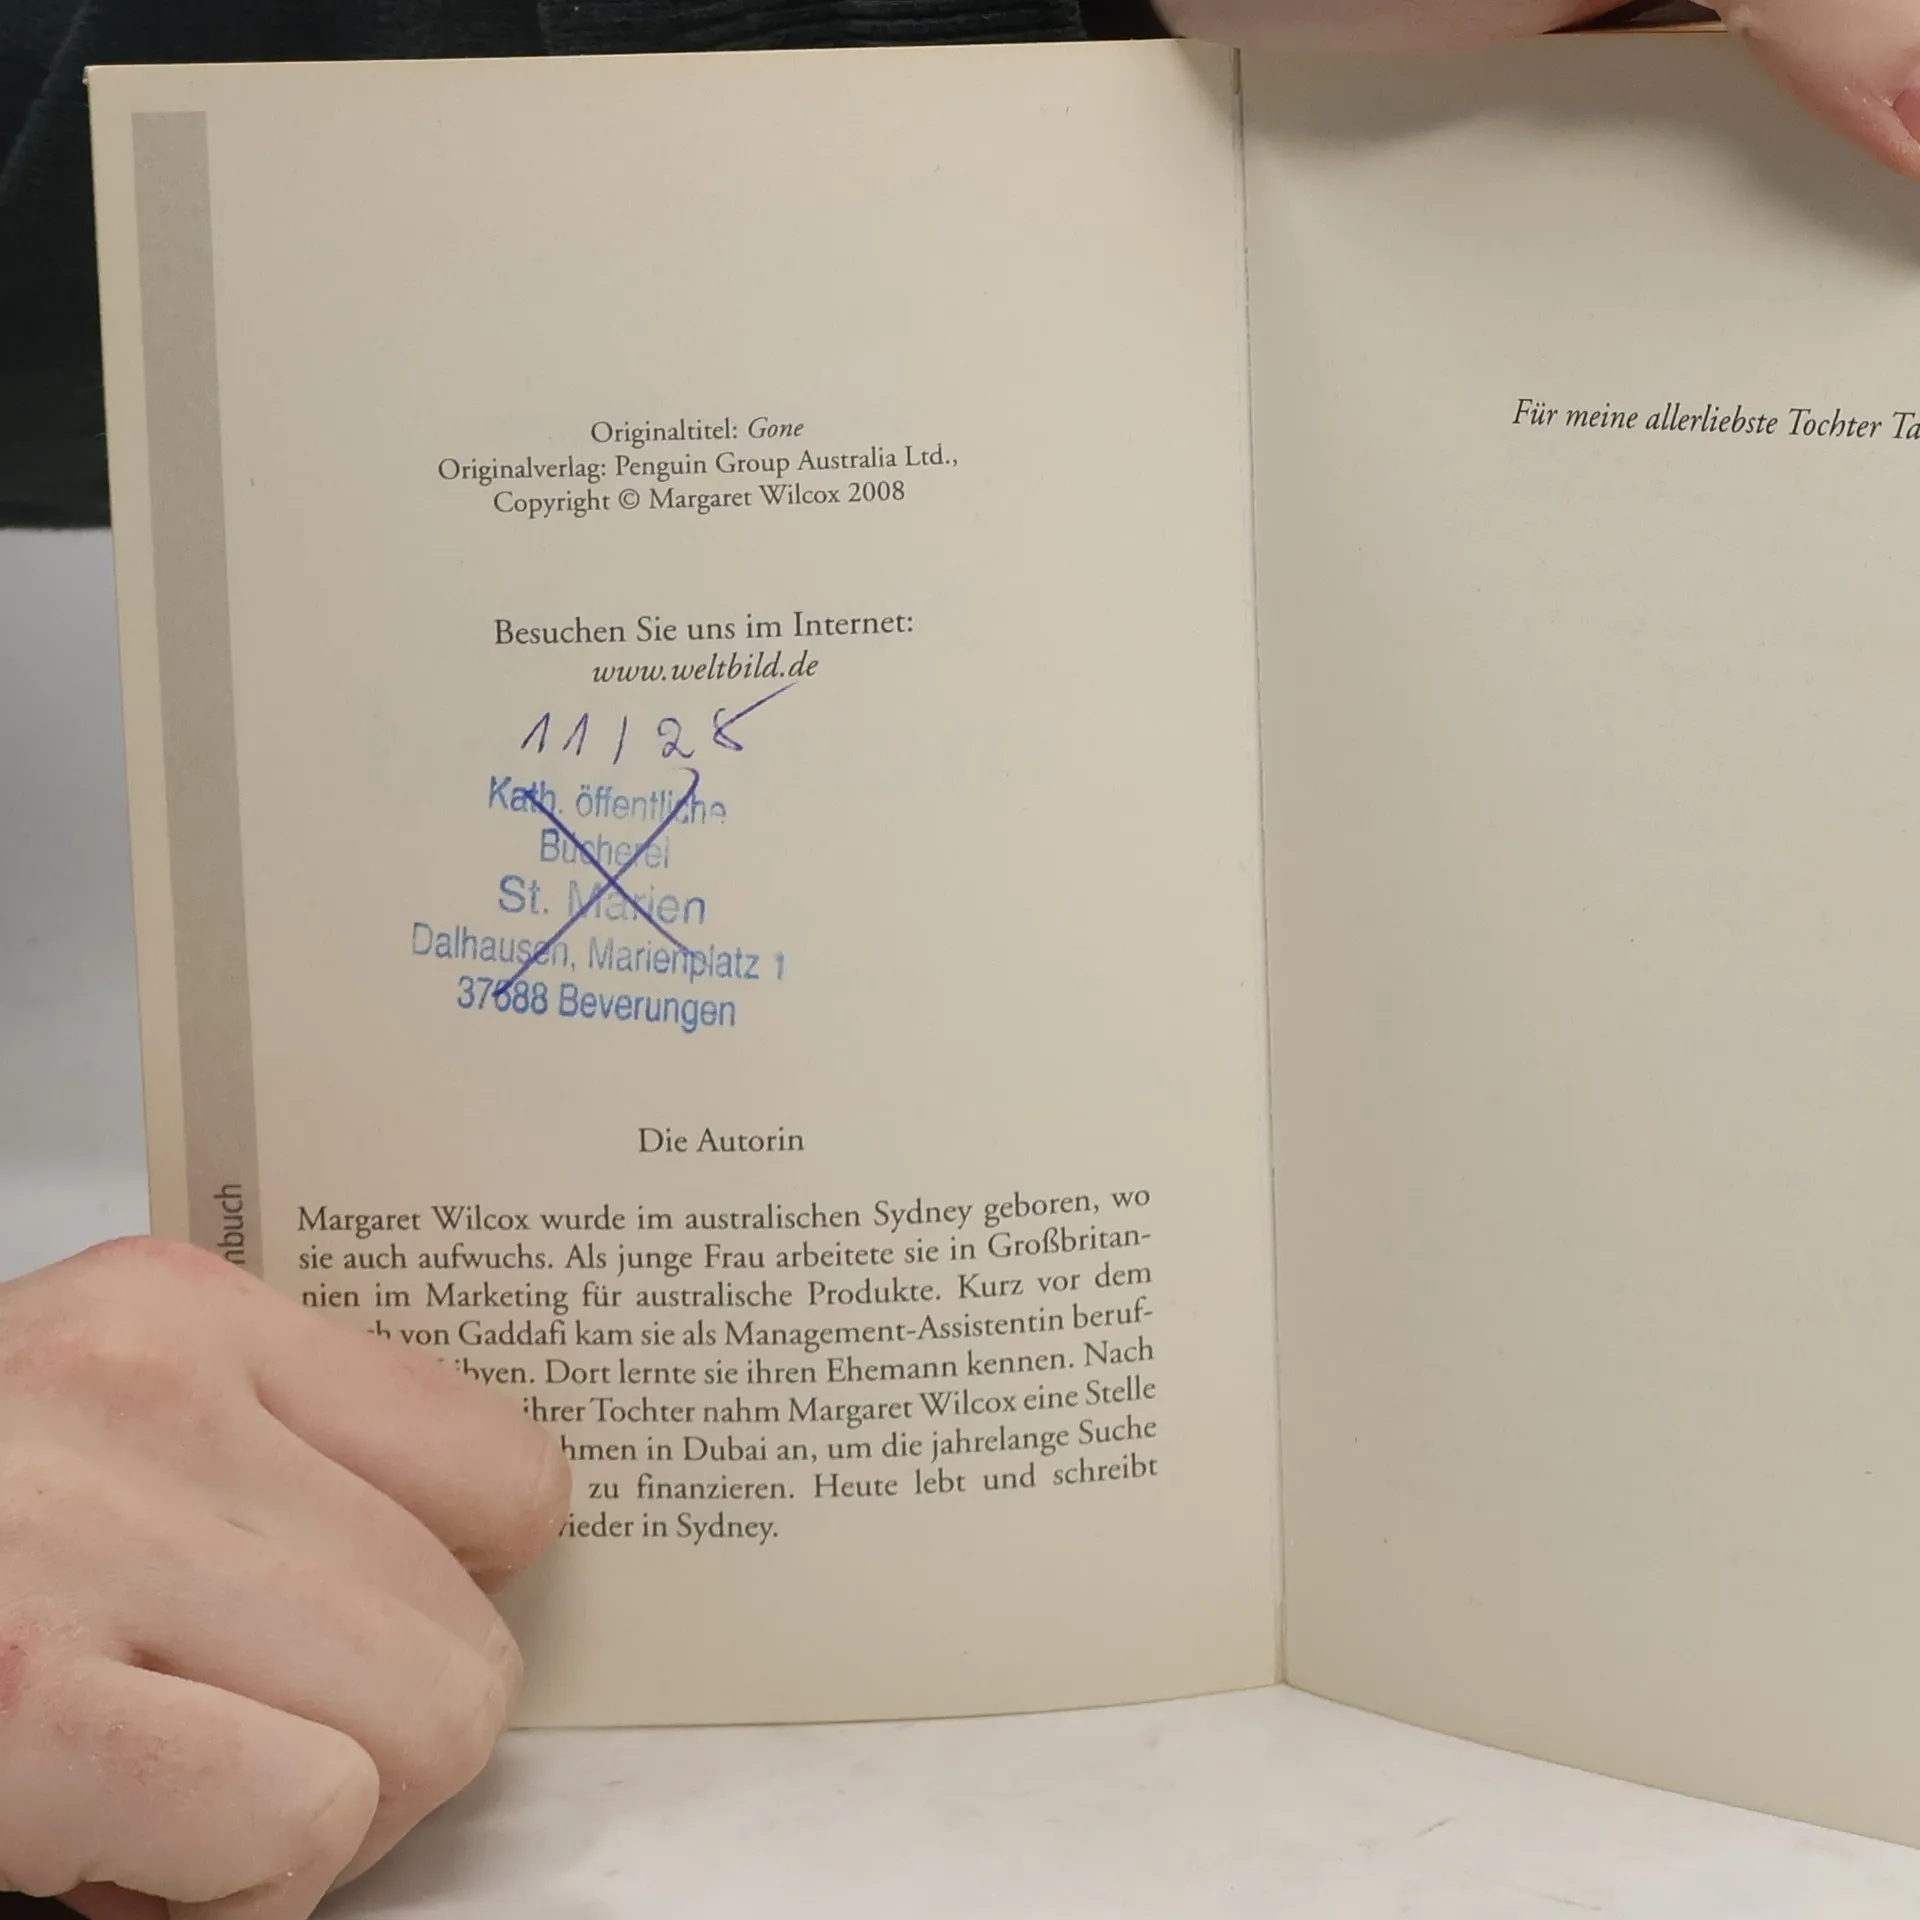 Originaltitel: Gone
Originalverlag: Penguin Group Australia Ltd.,
Copyright © Margaret Wilcox 2008
Besuchen Sie uns im Internet:
www.weltbild.de
11/28
Kath. öffentliche
Bücherei
St. Marien
Dalhausen, Marienplatz 1
37688 Beverungen
Die Autorin
Margaret Wilcox wurde im australischen Sydney geboren, wo
sie auch aufwuchs. Als junge Frau arbeitete sie in Großbritan-
nien im Marketing für australische Produkte. Kurz vor dem
von Gaddafi kam sie als Management-Assistentin beruf-
Dort lernte sie ihren Ehemann kennen. Nach
ihrer Tochter nahm Margaret Wilcox eine Stelle
in Dubai an, um die jahrelange Suche
zu finanzieren. Heute lebt und schreibt
in Sydney.
Für meine allerliebste Tochter